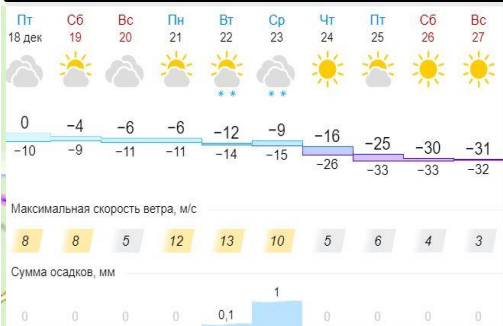 Пт Сб Вс Пн Вт Ср Чт Пт Сб Вс
18 дек 19 20 21 22 23 24 25 26 27
0 −4 −6 −6 −12 −9 −16 −25 −30 −31
−10 −9 −11 −11 −14 −15 −26 −33 −33 −32
Максимальная скорость ветра, м/с
8 8 5 12 13 10 5 6 4 3
Сумма осадков, мм
0 0 0 0 0,1 1 0 0 0 0